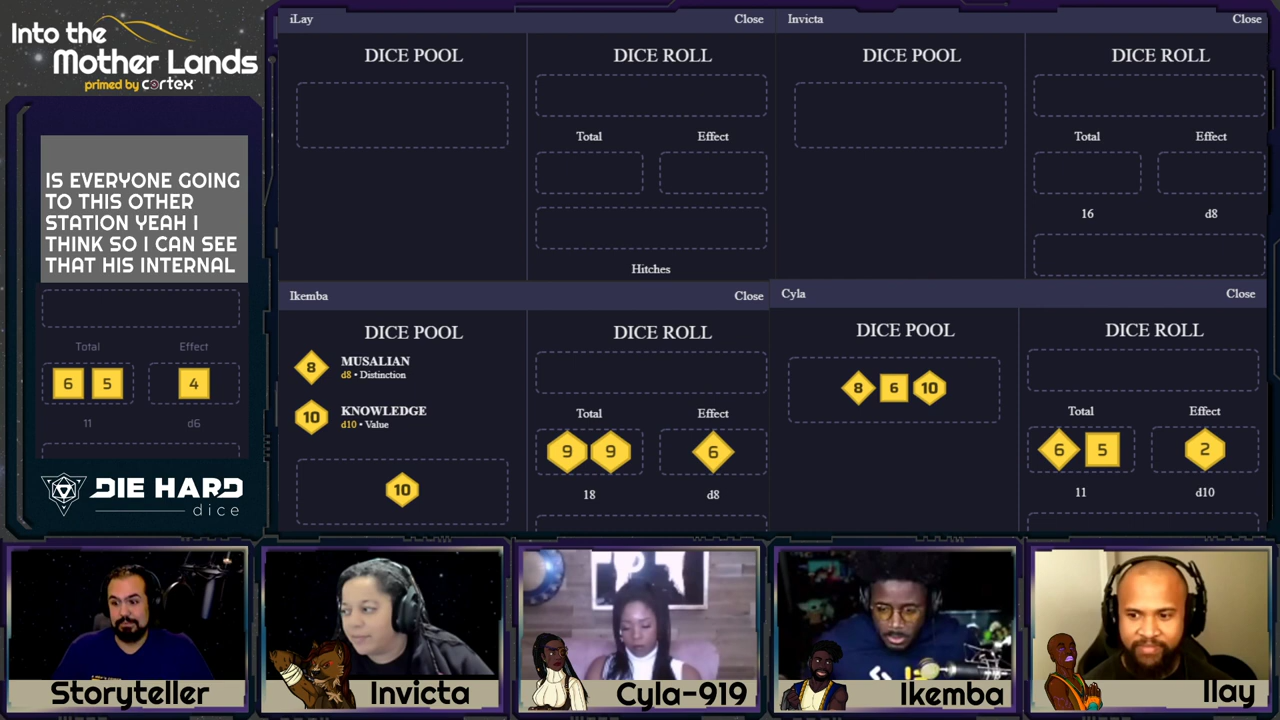 Into the
Mother Lands
primed by cortex
IS EVERYONE GOING
TO THIS OTHER
STATION YEAH I
THINK SO I CAN SEE
THAT HIS INTERNAL
Total
Effect
6 5
4
11
d6
DIE HARD
dice
iLay
Close
DICE POOL
DICE ROLL
Total
Effect
Hitches
Invicta
Close
DICE POOL
DICE ROLL
Total
Effect
16
d8
Ikemba
Close
DICE POOL
8
MUSALIAN
d8 • Distinction
10
KNOWLEDGE
d10 • Value
10
DICE ROLL
Total
Effect
9 9
6
18
d8
Cyla
Close
DICE POOL
8 6 10
DICE ROLL
Total
Effect
6 5
2
11
d10
Storyteller
Invicta
Cyla-919
Ikemba
Ilay